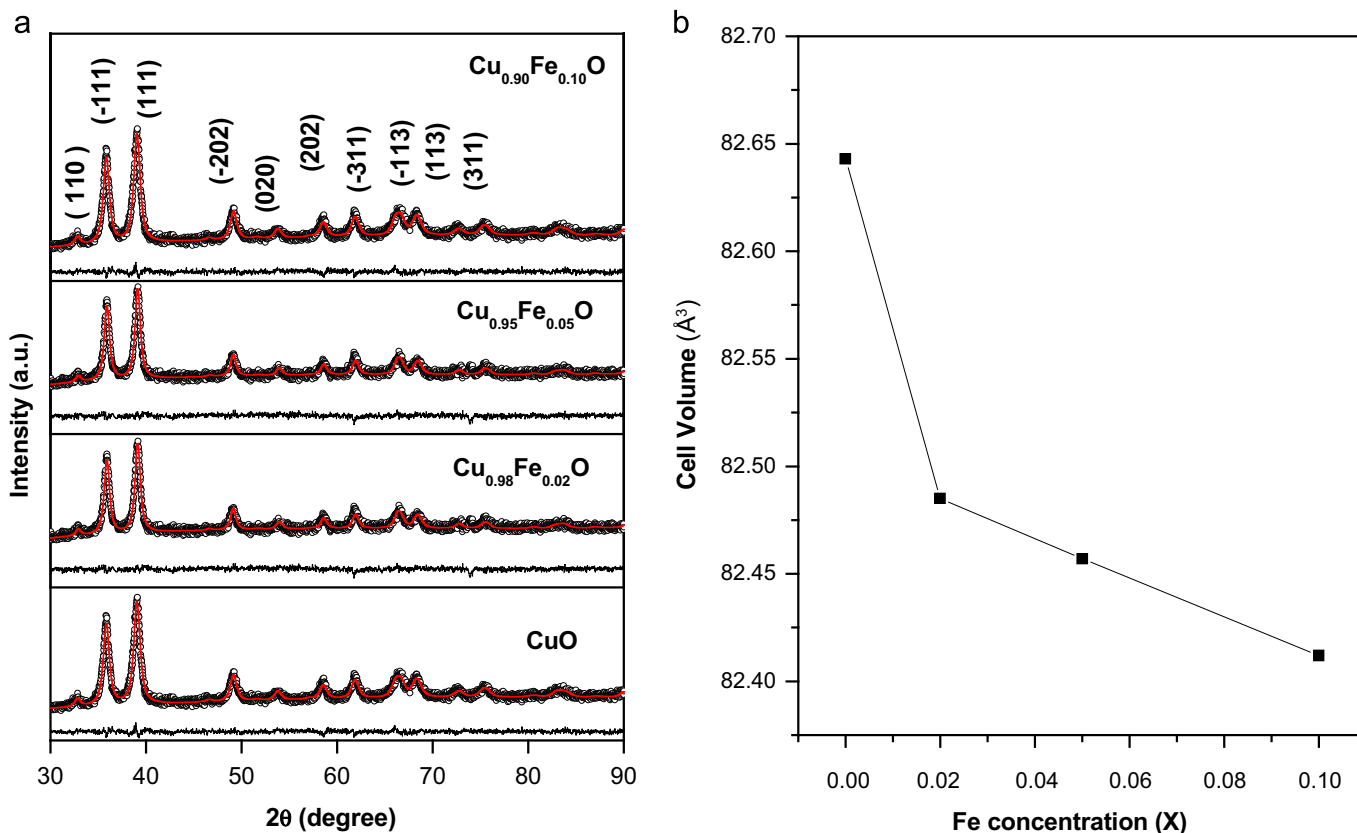 a
Cu0.90Fe0.10O
( 110 )
(-111)
(111)
(-202)
(020)
(202)
(-311)
(-113)
(113)
(311)
Cu0.95Fe0.05O
Cu0.98Fe0.02O
CuO
Intensity (a.u.)
30 40 50 60 70 80 90
2θ (degree)
b
82.70
82.65
82.60
82.55
82.50
82.45
82.40
Cell Volume (Å³)
0.00 0.02 0.04 0.06 0.08 0.10
Fe concentration (X)